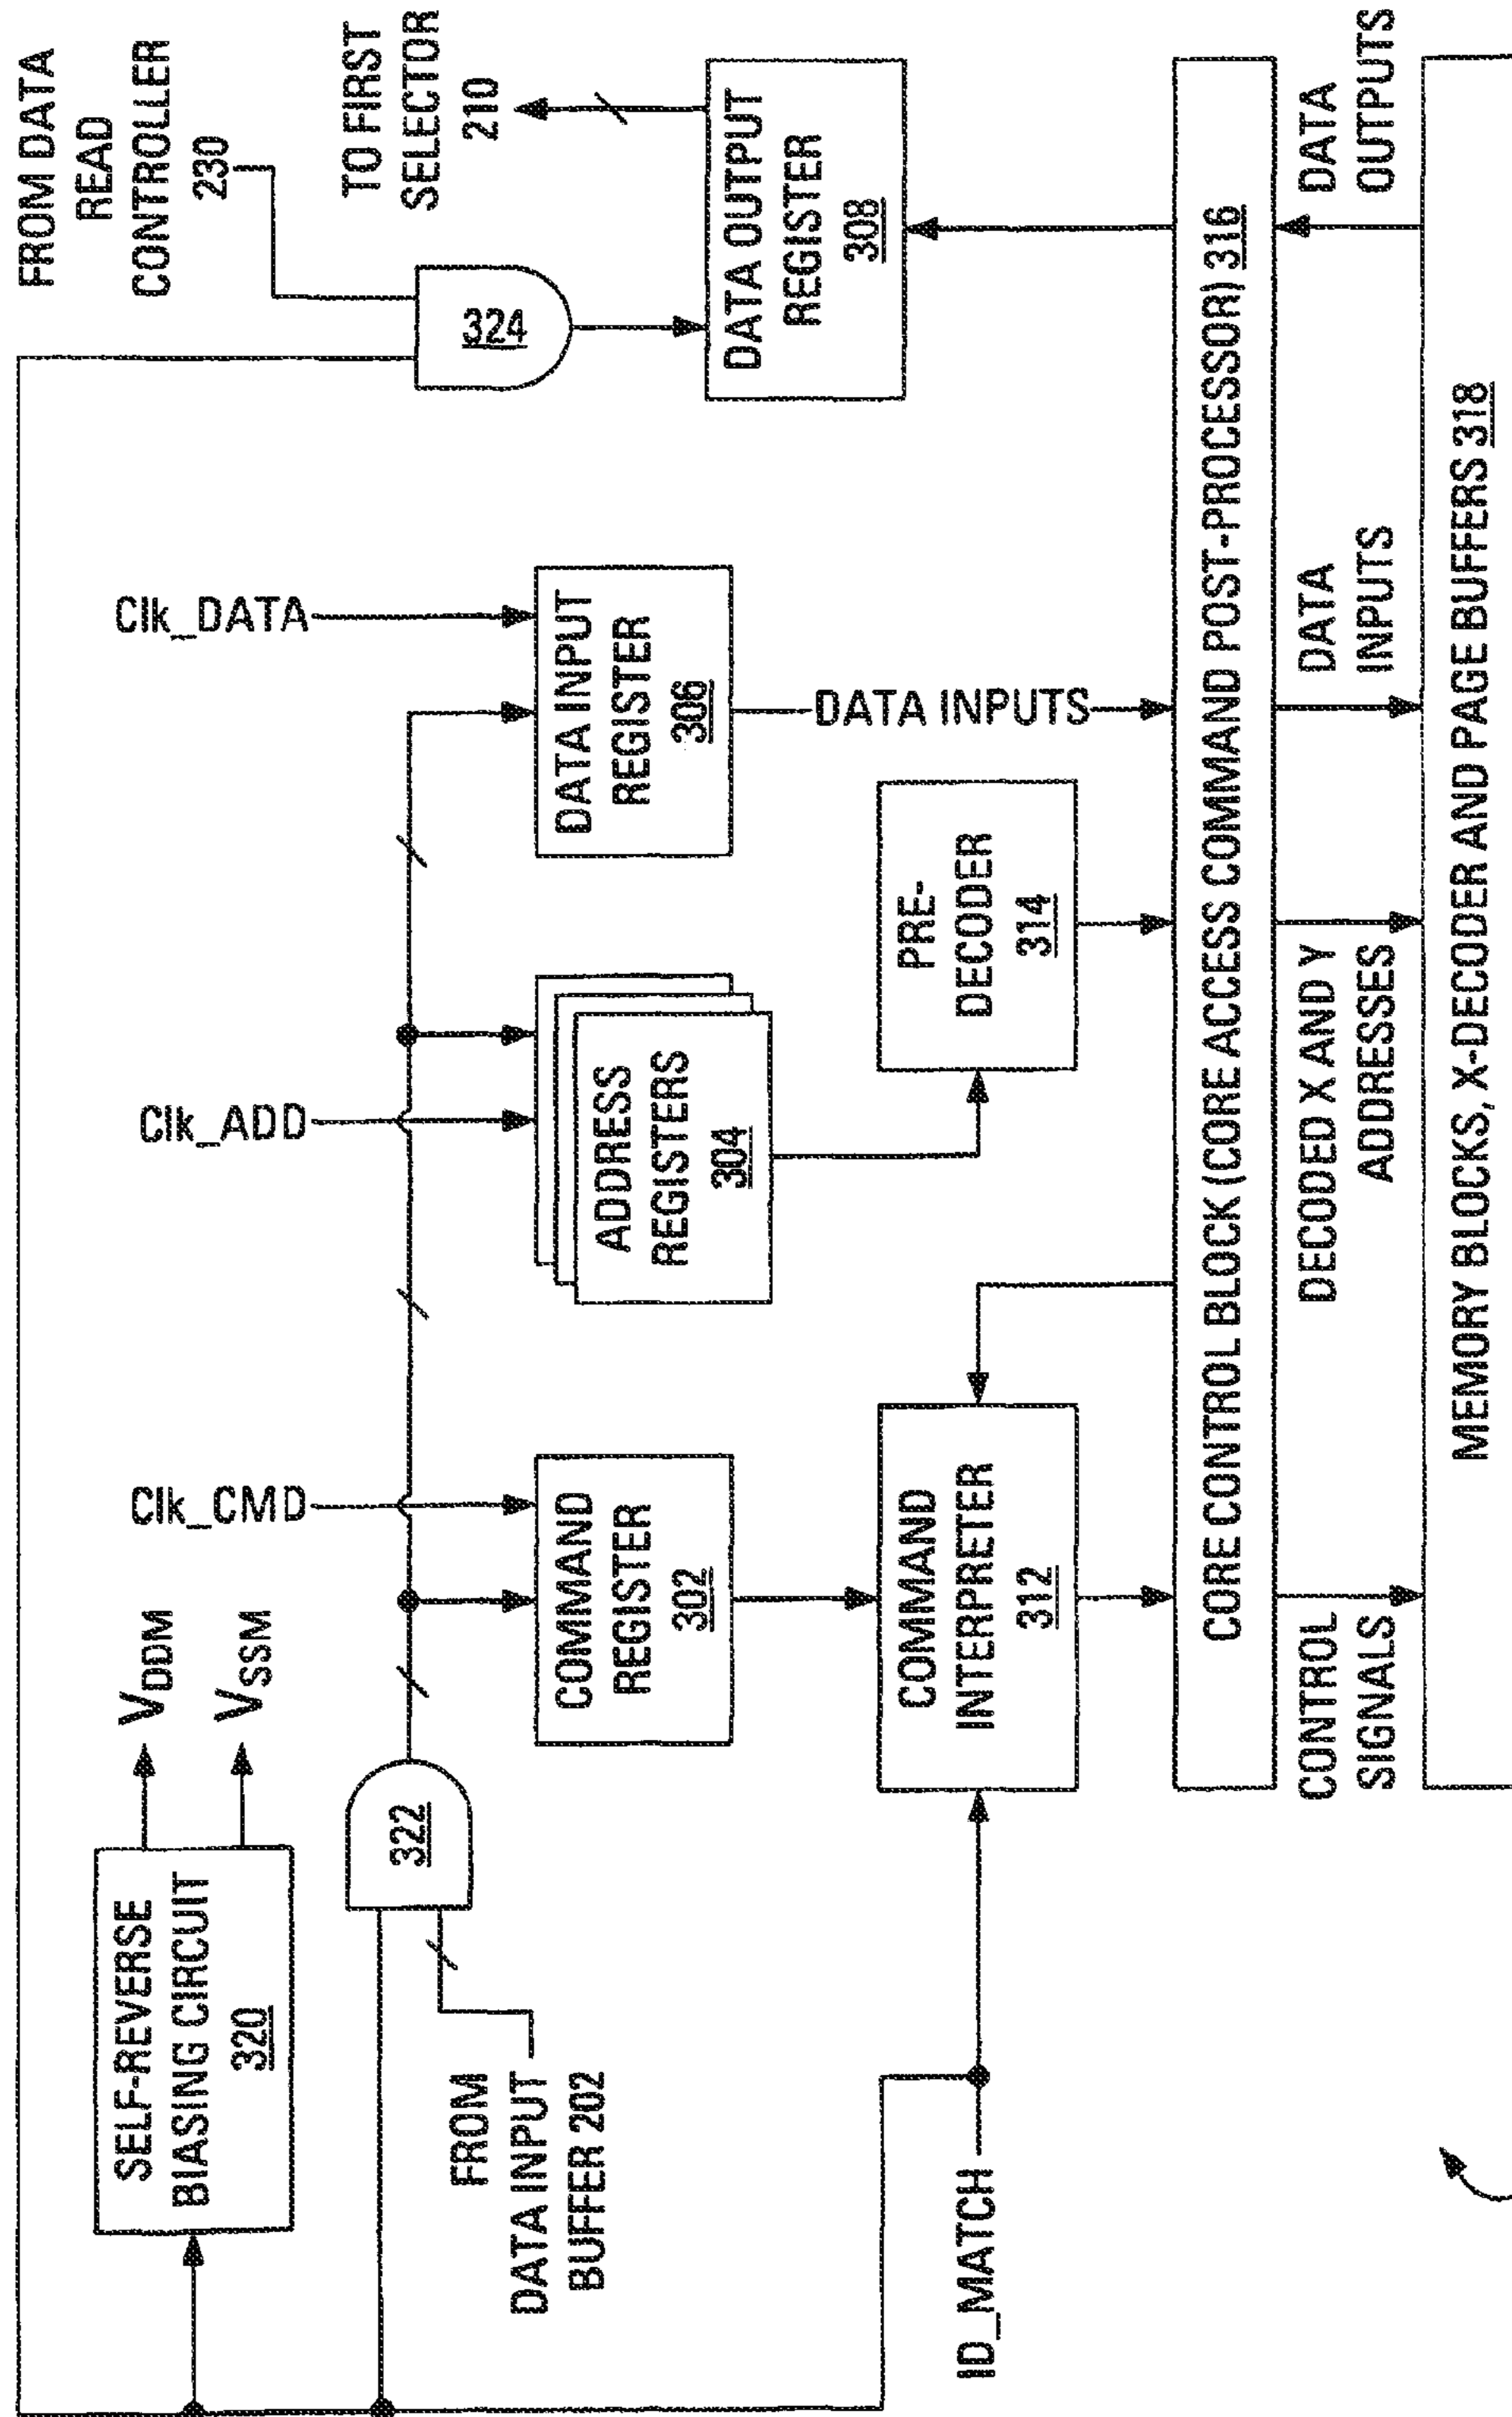 SELF-REVERSE
BIASING CIRCUIT
320
VDDM
VSSM
322
FROM
DATA INPUT
BUFFER 202
ID_MATCH
Clk_CMD
COMMAND
REGISTER
302
COMMAND
INTERPRETER
312
Clk_ADD
ADDRESS
REGISTERS
304
PRE-
DECODER
314
Clk_DATA
DATA INPUT
REGISTER
306
DATA INPUTS
FROM DATA
READ
CONTROLLER
230
324
TO FIRST
SELECTOR
210
DATA OUTPUT
REGISTER
308
CORE CONTROL BLOCK (CORE ACCESS COMMAND POST-PROCESSOR) 316
CONTROL
SIGNALS
DECODED X AND Y
ADDRESSES
DATA
INPUTS
DATA
OUTPUTS
MEMORY BLOCKS, X-DECODER AND PAGE BUFFERS 318